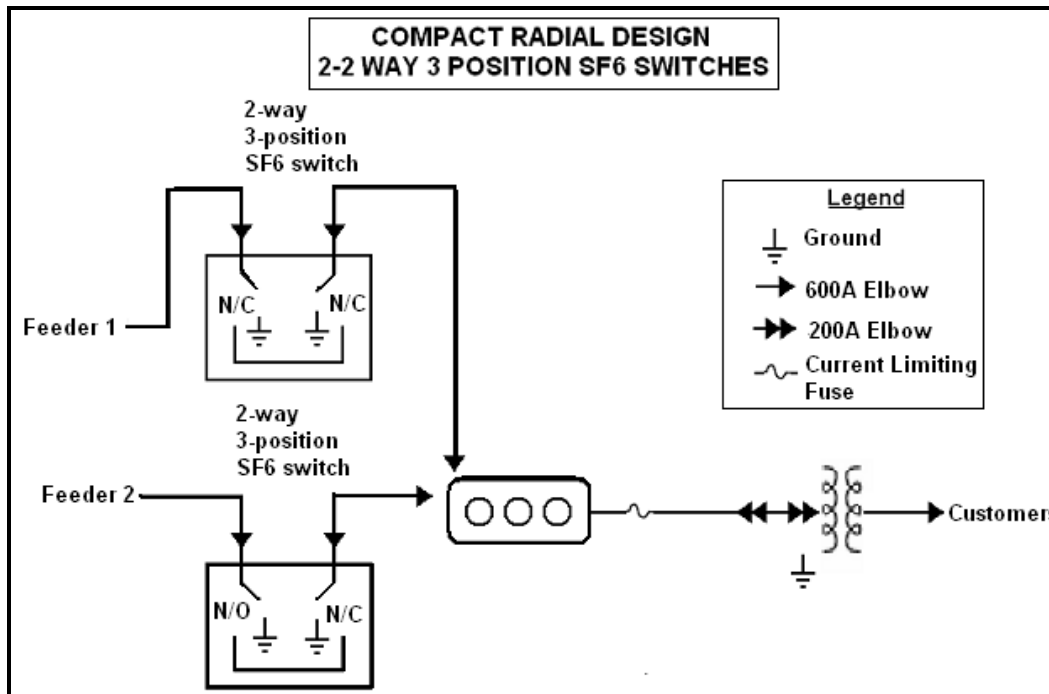 COMPACT RADIAL DESIGN
2-2 WAY 3 POSITION SF6 SWITCHES
2-way
3-position
SF6 switch
Legend
Ground
600A Elbow
200A Elbow
Current Limiting
Fuse
N/C
N/C
Feeder 1
2-way
3-position
SF6 switch
Feeder 2
Customers
N/O
N/C